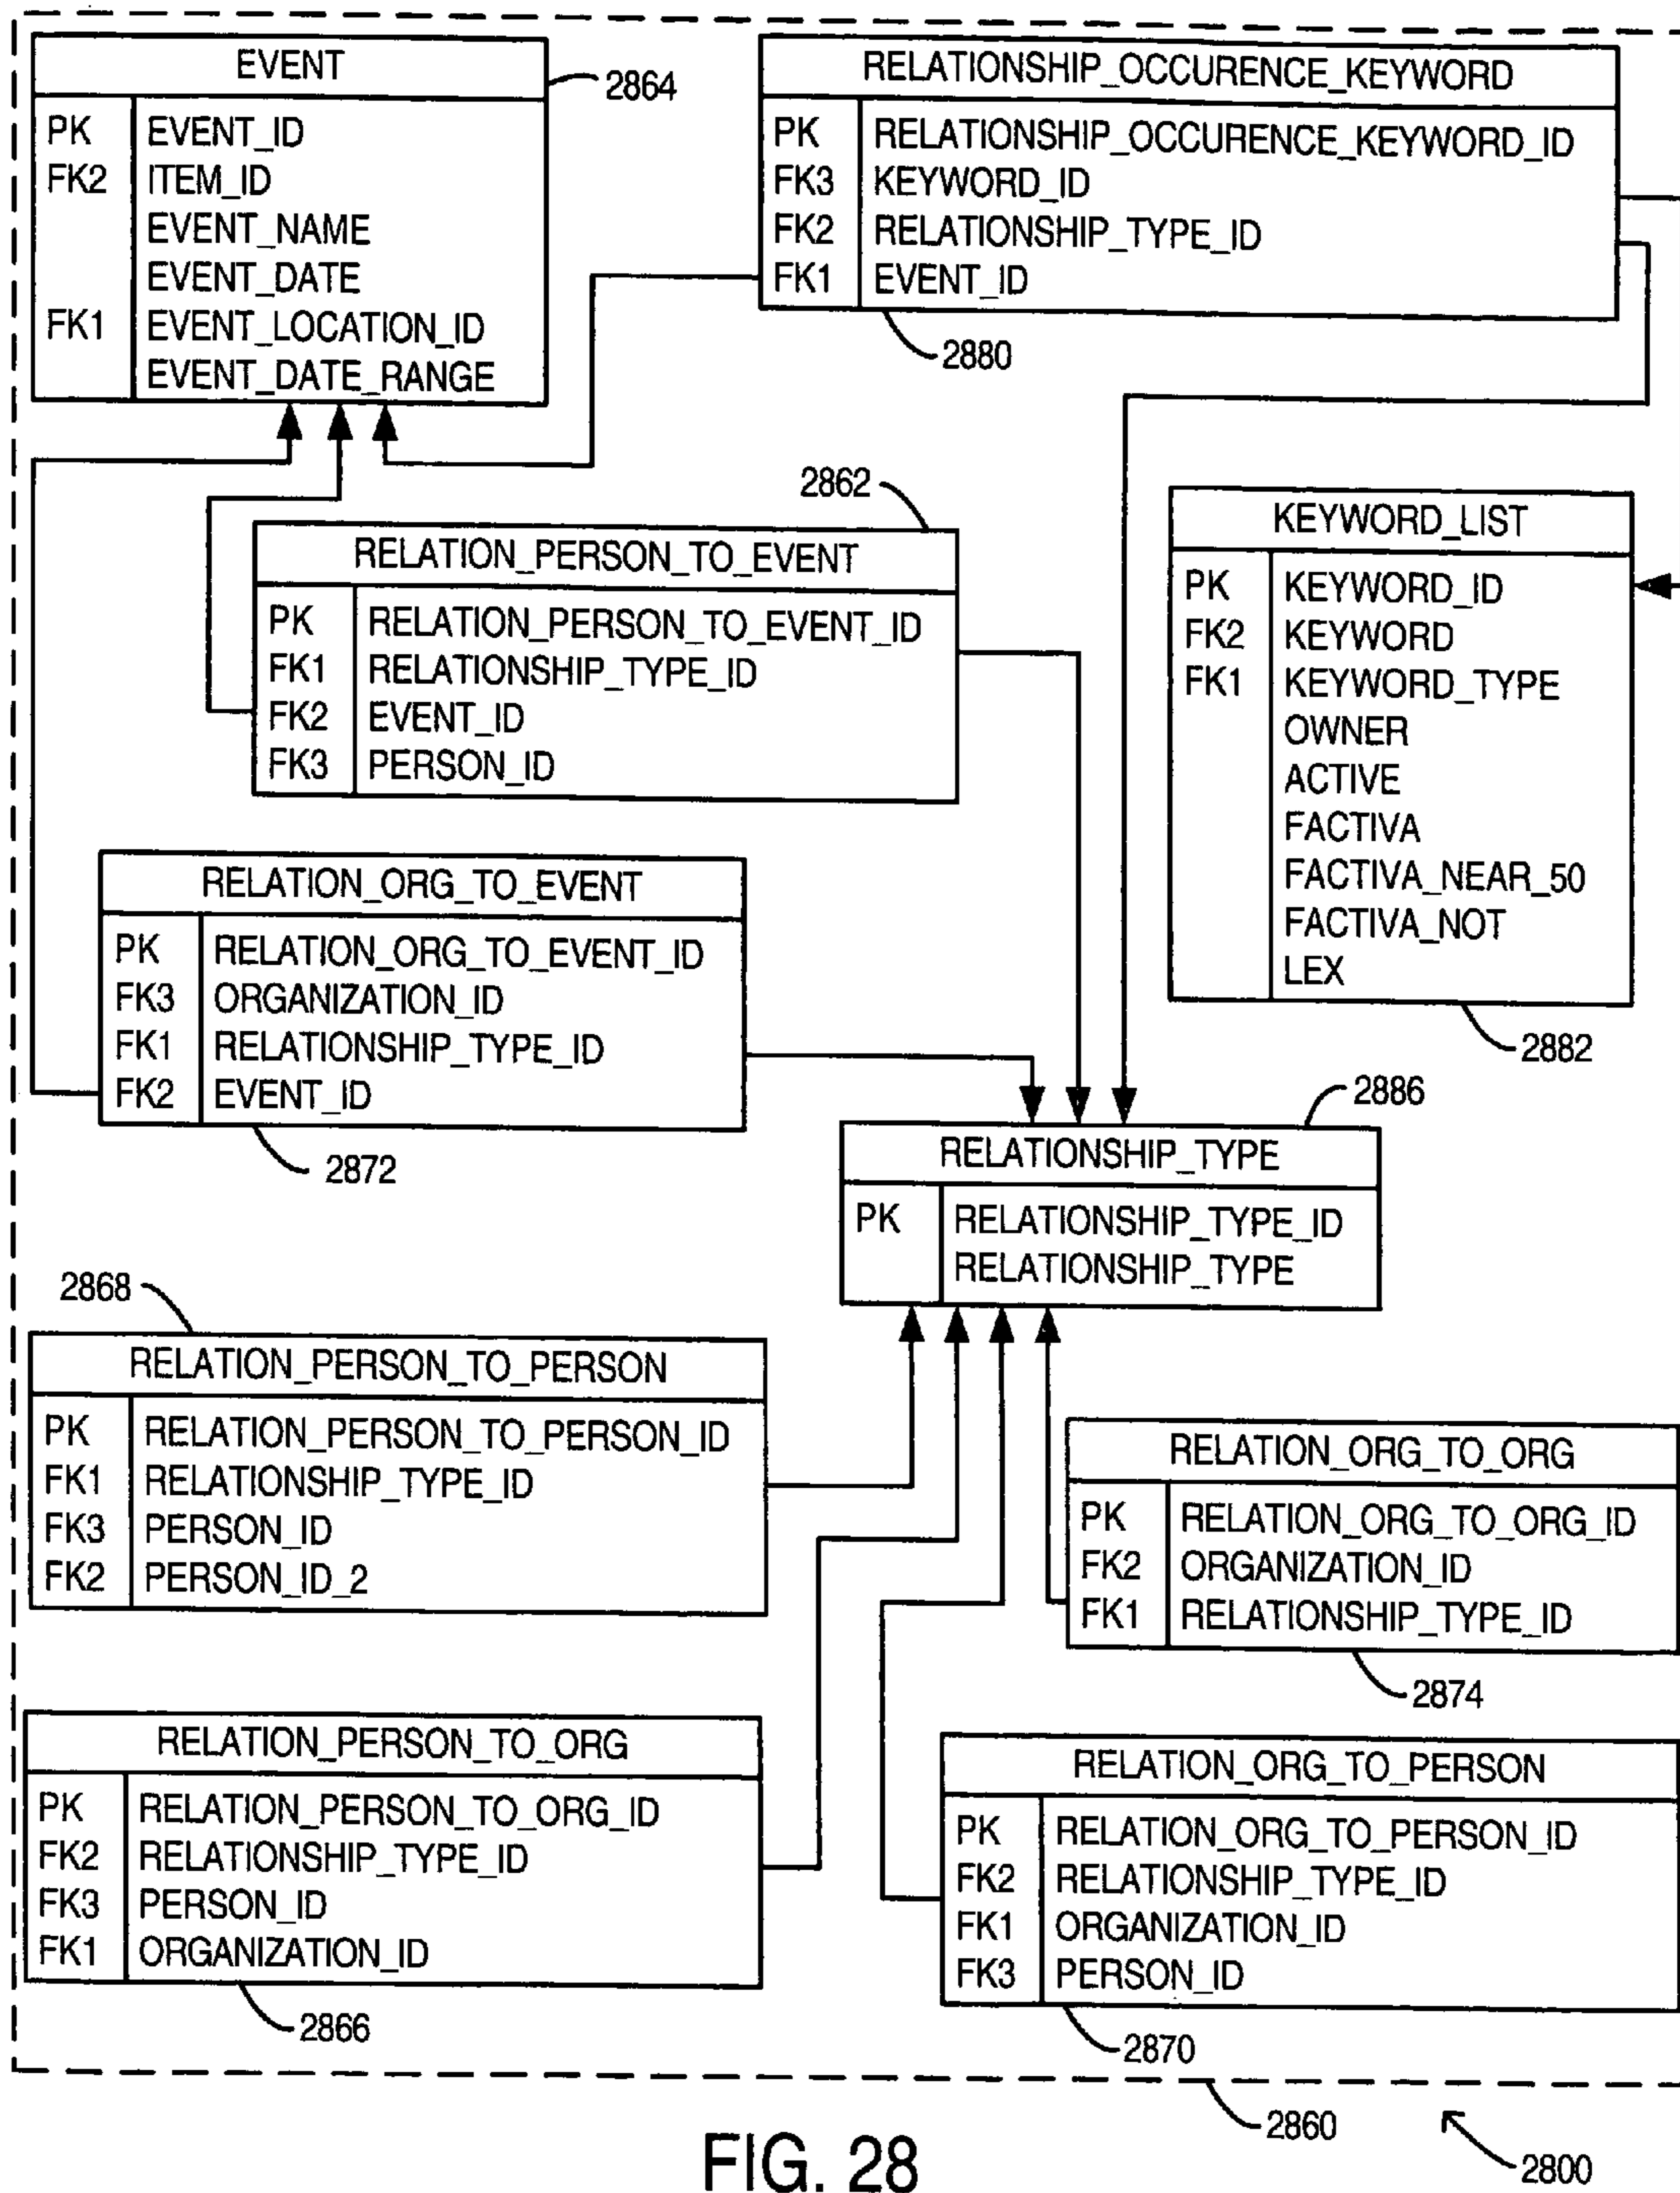 EVENT
2864
PK EVENT_ID
FK2 ITEM_ID
EVENT_NAME
EVENT_DATE
FK1 EVENT_LOCATION_ID
EVENT_DATE_RANGE
RELATIONSHIP_OCCURENCE_KEYWORD
PK RELATIONSHIP_OCCURENCE_KEYWORD_ID
FK3 KEYWORD_ID
FK2 RELATIONSHIP_TYPE_ID
FK1 EVENT_ID
2880
2862
RELATION_PERSON_TO_EVENT
PK RELATION_PERSON_TO_EVENT_ID
FK1 RELATIONSHIP_TYPE_ID
FK2 EVENT_ID
FK3 PERSON_ID
KEYWORD_LIST
PK KEYWORD_ID
FK2 KEYWORD
FK1 KEYWORD_TYPE
OWNER
ACTIVE
FACTIVA
FACTIVA_NEAR_50
FACTIVA_NOT
LEX
2882
RELATION_ORG_TO_EVENT
PK RELATION_ORG_TO_EVENT_ID
FK3 ORGANIZATION_ID
FK1 RELATIONSHIP_TYPE_ID
FK2 EVENT_ID
2872
2886
RELATIONSHIP_TYPE
PK RELATIONSHIP_TYPE_ID
RELATIONSHIP_TYPE
2868
RELATION_PERSON_TO_PERSON
PK RELATION_PERSON_TO_PERSON_ID
FK1 RELATIONSHIP_TYPE_ID
FK3 PERSON_ID
FK2 PERSON_ID_2
RELATION_ORG_TO_ORG
PK RELATION_ORG_TO_ORG_ID
FK2 ORGANIZATION_ID
FK1 RELATIONSHIP_TYPE_ID
2874
RELATION_PERSON_TO_ORG
PK RELATION_PERSON_TO_ORG_ID
FK2 RELATIONSHIP_TYPE_ID
FK3 PERSON_ID
FK1 ORGANIZATION_ID
2866
RELATION_ORG_TO_PERSON
PK RELATION_ORG_TO_PERSON_ID
FK2 RELATIONSHIP_TYPE_ID
FK1 ORGANIZATION_ID
FK3 PERSON_ID
2870
2860
2800
FIG. 28